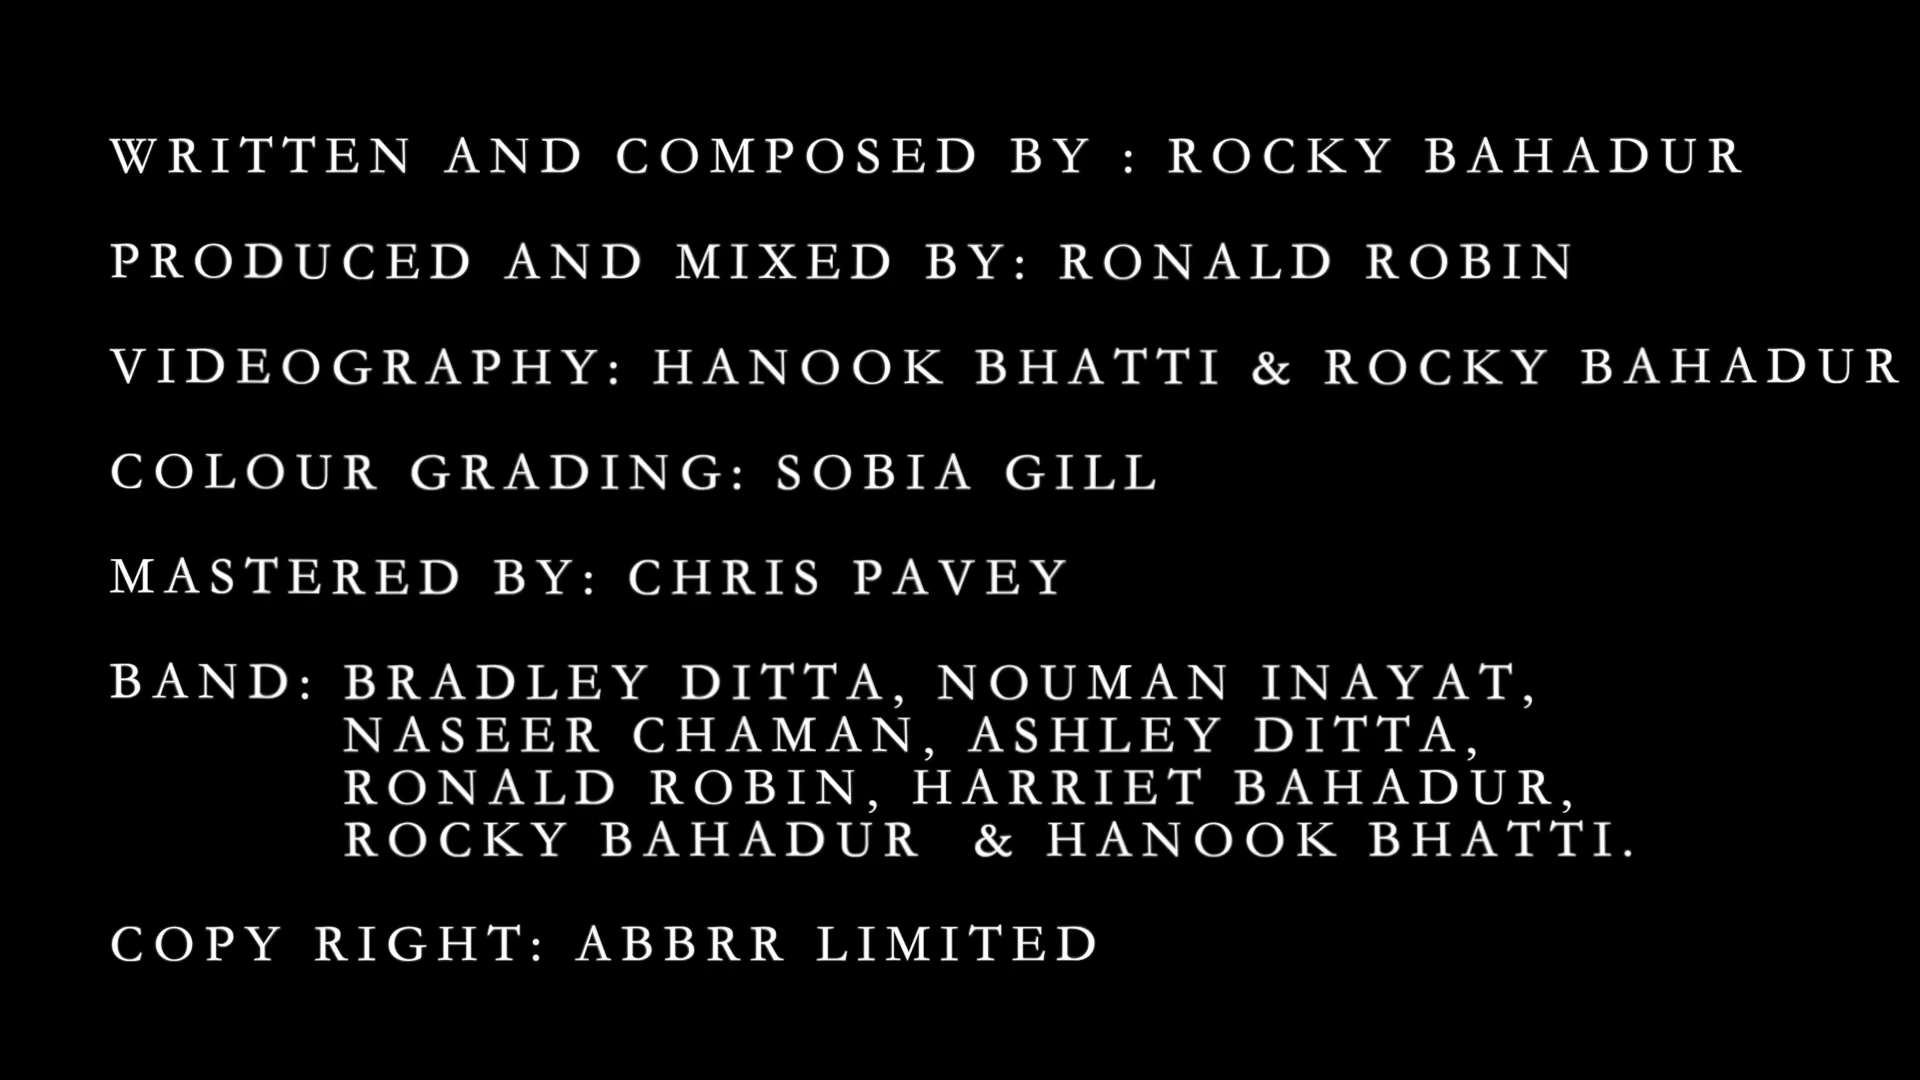 WRITTEN AND COMPOSED BY : ROCKY BAHADUR
PRODUCED AND MIXED BY: RONALD ROBIN
VIDEOGRAPHY: HANOOK BHATTI & ROCKY BAHADUR
COLOUR GRADING: SOBIA GILL
MASTERED BY: CHRIS PAVEY
BAND: BRADLEY DITTA, NOUMAN INAYAT,
NASEER CHAMAN, ASHLEY DITTA,
RONALD ROBIN, HARRIET BAHADUR,
ROCKY BAHADUR & HANOOK BHATTI.
COPY RIGHT: ABBRR LIMITED